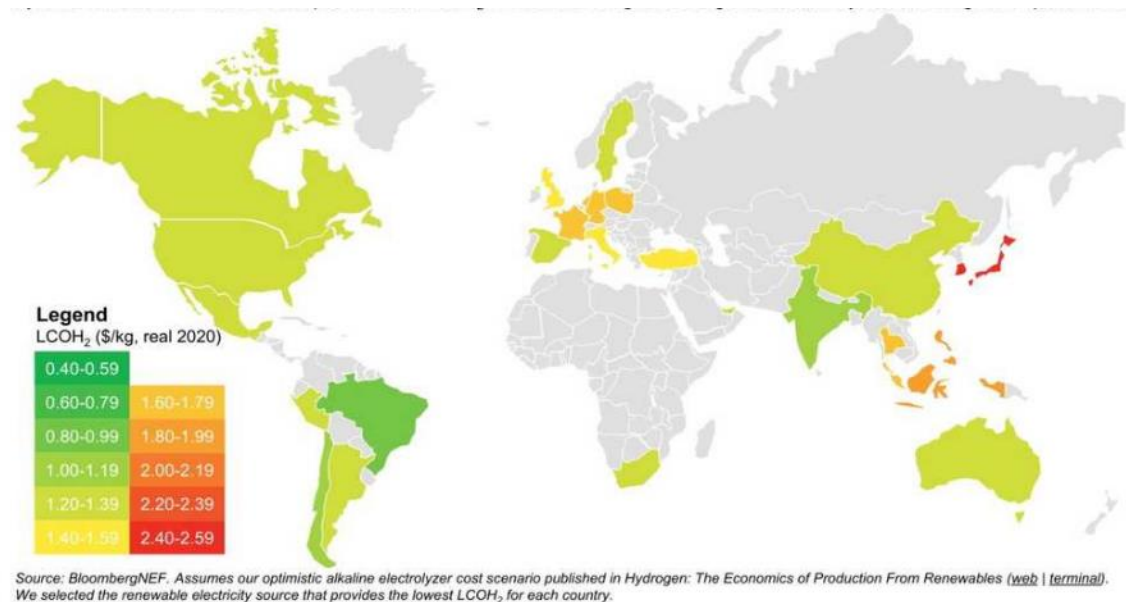 Legend
LCOH₂ ($/kg, real 2020)
0.40-0.59
0.60-0.79 1.60-1.79
0.80-0.99 1.80-1.99
1.00-1.19 2.00-2.19
1.20-1.39 2.20-2.39
1.40-1.59 2.40-2.59
Source: BloombergNEF. Assumes our optimistic alkaline electrolyzer cost scenario published in Hydrogen: The Economics of Production From Renewables (web | terminal).
We selected the renewable electricity source that provides the lowest LCOH₂ for each country.